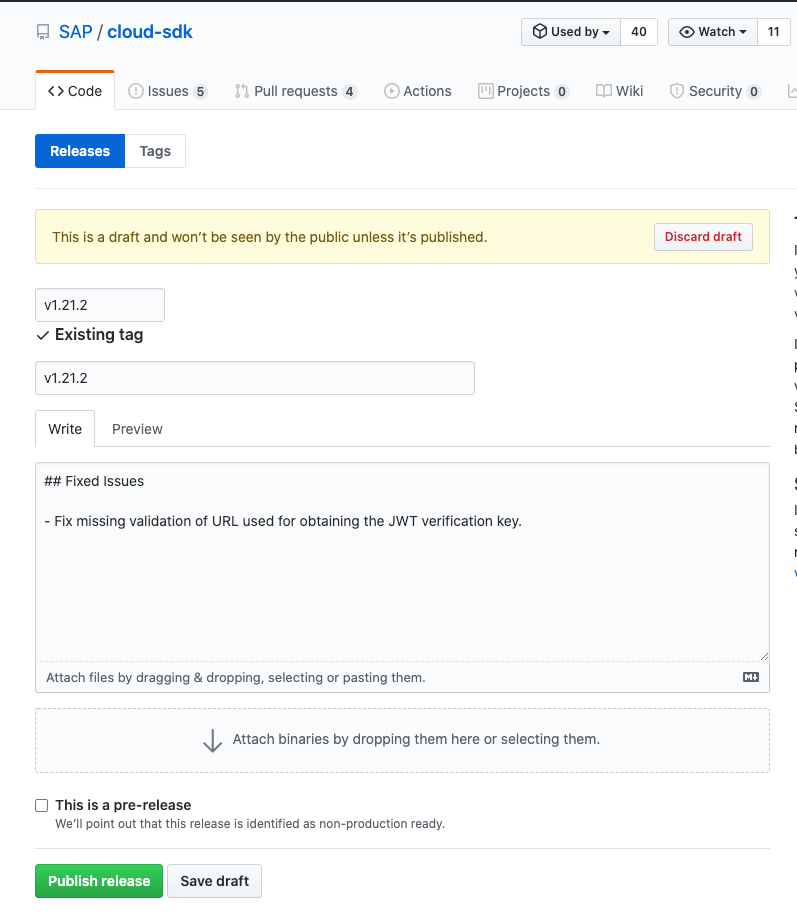 SAP / cloud-sdk
Used by 40 Watch 11
Code Issues 5 Pull requests 4 Actions Projects 0 Wiki Security 0
Releases Tags
This is a draft and won’t be seen by the public unless it’s published. Discard draft
v1.21.2
Existing tag
v1.21.2
Write Preview
## Fixed Issues
- Fix missing validation of URL used for obtaining the JWT verification key.
Attach files by dragging & dropping, selecting or pasting them.
Attach binaries by dropping them here or selecting them.
This is a pre-release
We’ll point out that this release is identified as non-production ready.
Publish release Save draft